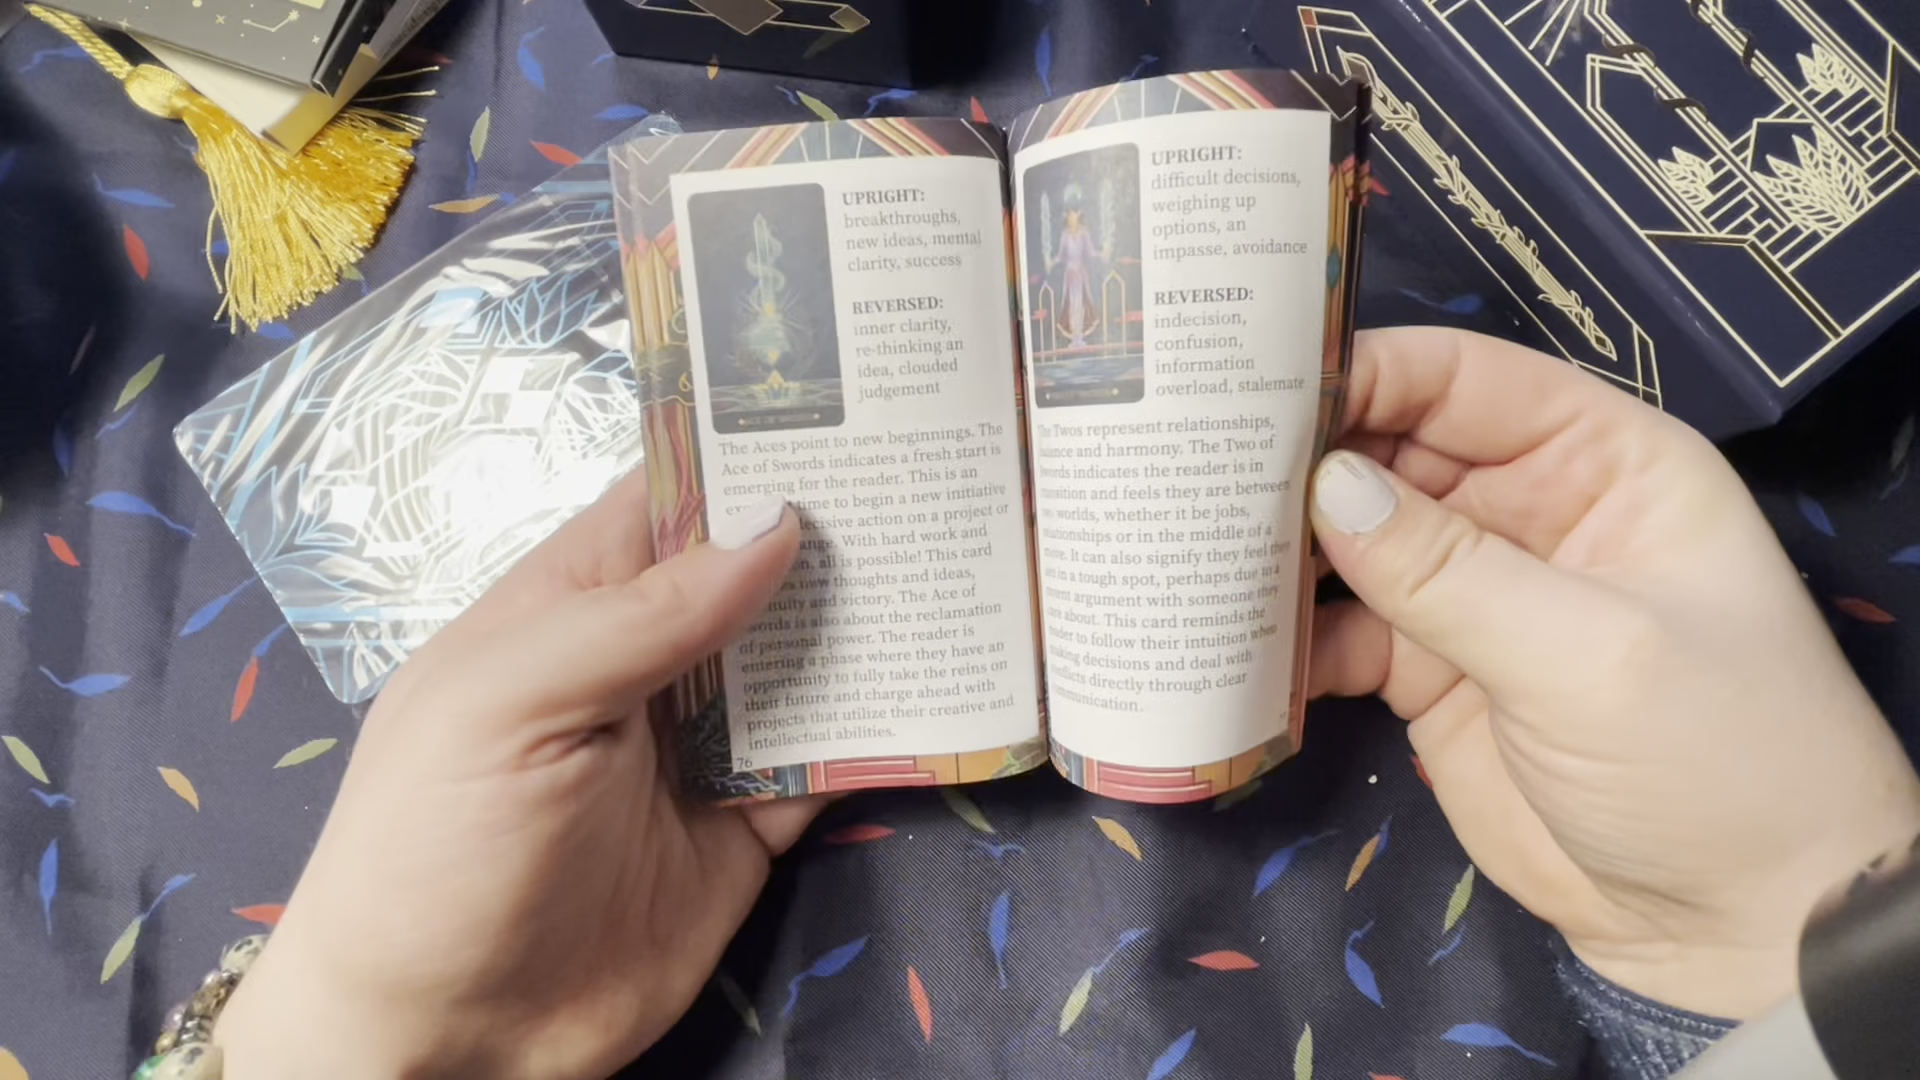 UPRIGHT:
breakthroughs,
new ideas, mental
clarity, success
REVERSED:
inner clarity,
re-thinking an
idea, clouded
judgement
The Aces point to new beginnings. The
Ace of Swords indicates a fresh start is
emerging for the reader. This is an
time to begin a new initiative
decisive action on a project or
With hard work and
all is possible! This card
new thoughts and ideas,
and victory. The Ace of
is also about the reclamation
of personal power. The reader is
entering a phase where they have an
opportunity to fully take the reins on
their future and charge ahead with
projects that utilize their creative and
intellectual abilities.
76
UPRIGHT:
difficult decisions,
weighing up
options, an
impasse, avoidance
REVERSED:
indecision,
confusion,
information
overload, stalemate
The Twos represent relationships,
and harmony. The Two of
indicates the reader is in
and feels they are between
worlds, whether it be jobs,
or in the middle of a
It can also signify they feel
in a tough spot, perhaps due to a
argument with someone they
about. This card reminds the
to follow their intuition when
decisions and deal with
directly through clear